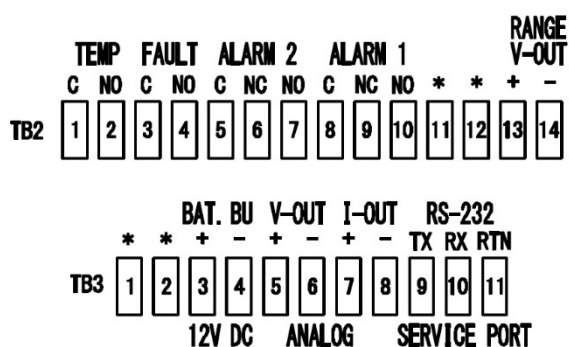 RANGE
TEMP FAULT ALARM 2 ALARM 1 V-OUT
C NO C NO C NC NO C NC NO * * + -
TB2 1 2 3 4 5 6 7 8 9 10 11 12 13 14
BAT. BU V-OUT I-OUT RS-232
* * + - + - + - TX RX RTN
TB3 1 2 3 4 5 6 7 8 9 10 11
12V DC ANALOG SERVICE PORT